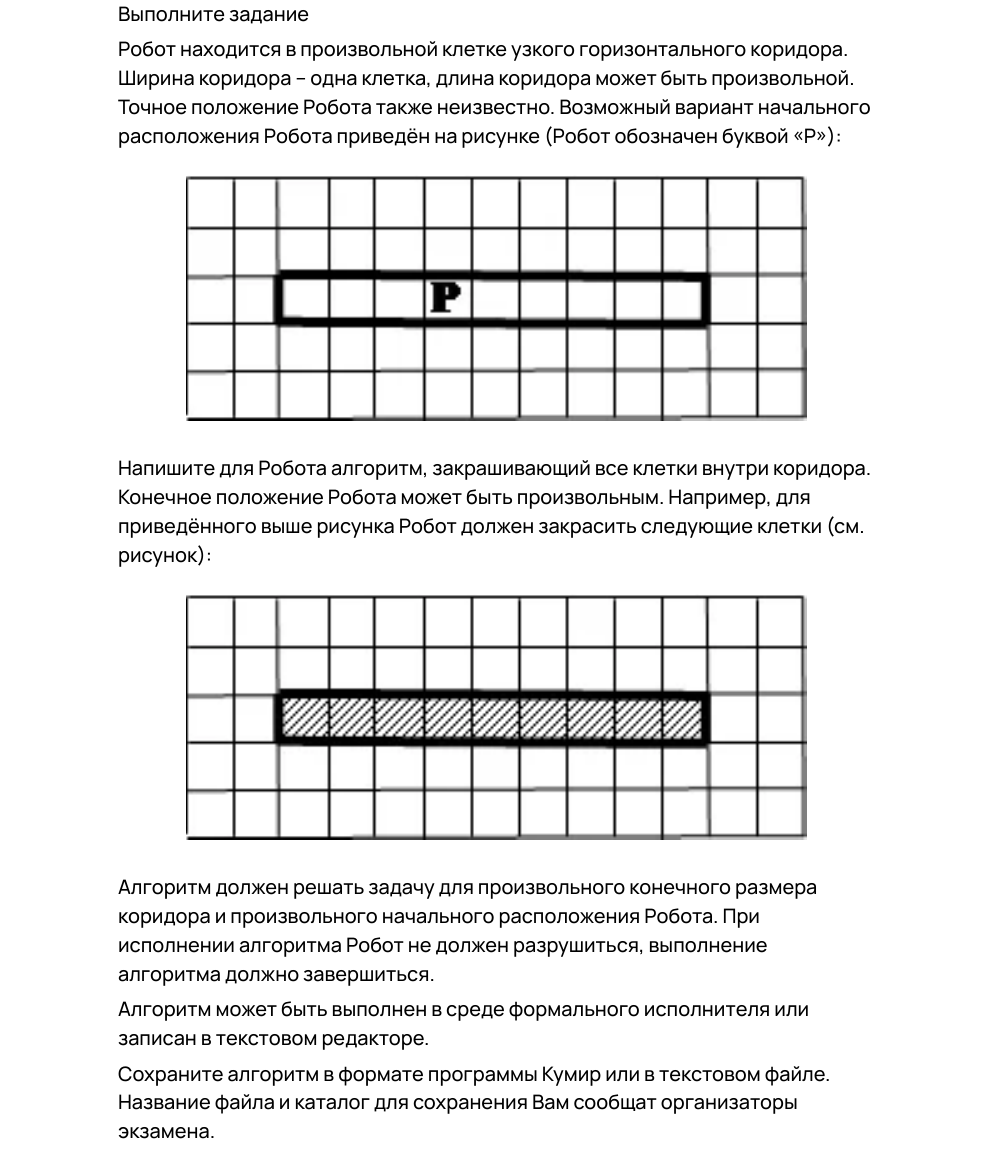 Выполните задание
Робот находится в произвольной клетке узкого горизонтального коридора.
Ширина коридора – одна клетка, длина коридора может быть произвольной.
Точное положение Робота также неизвестно. Возможный вариант начального
расположения Робота приведён на рисунке (Робот обозначен буквой «Р»):
Р
Напишите для Робота алгоритм, закрашивающий все клетки внутри коридора.
Конечное положение Робота может быть произвольным. Например, для
приведённого выше рисунка Робот должен закрасить следующие клетки (см.
рисунок):
Алгоритм должен решать задачу для произвольного конечного размера
коридора и произвольного начального расположения Робота. При
исполнении алгоритма Робот не должен разрушиться, выполнение
алгоритма должно завершиться.
Алгоритм может быть выполнен в среде формального исполнителя или
записан в текстовом редакторе.
Сохраните алгоритм в формате программы Кумир или в текстовом файле.
Название файла и каталог для сохранения Вам сообщат организаторы
экзамена.